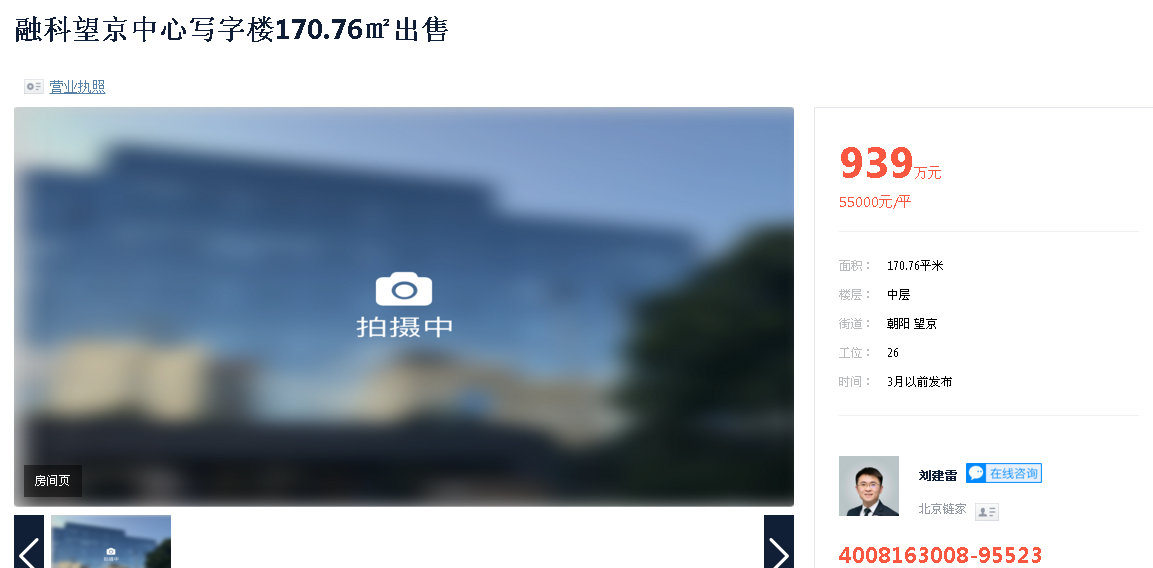 融科望京中心写字楼170.76㎡出售
营业执照
拍摄中
房间页
939万元
55000元/平
面积： 170.76平米
楼层： 中层
街道： 朝阳 望京
工位： 26
时间： 3月以前发布
刘建雷 在线咨询
北京链家
4008163008-95523